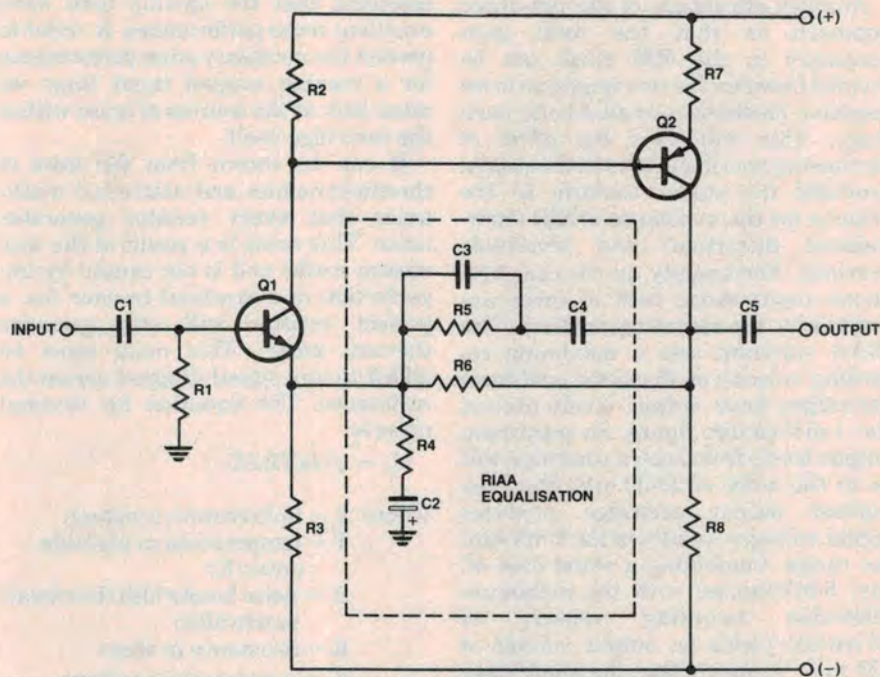 (+)
R7
R2
Q2
C3
Q1
C1
R5
C4
C5
INPUT
OUTPUT
R6
R1
R4
RIAA
EQUALISATION
C2
+
R3
R8
(−)